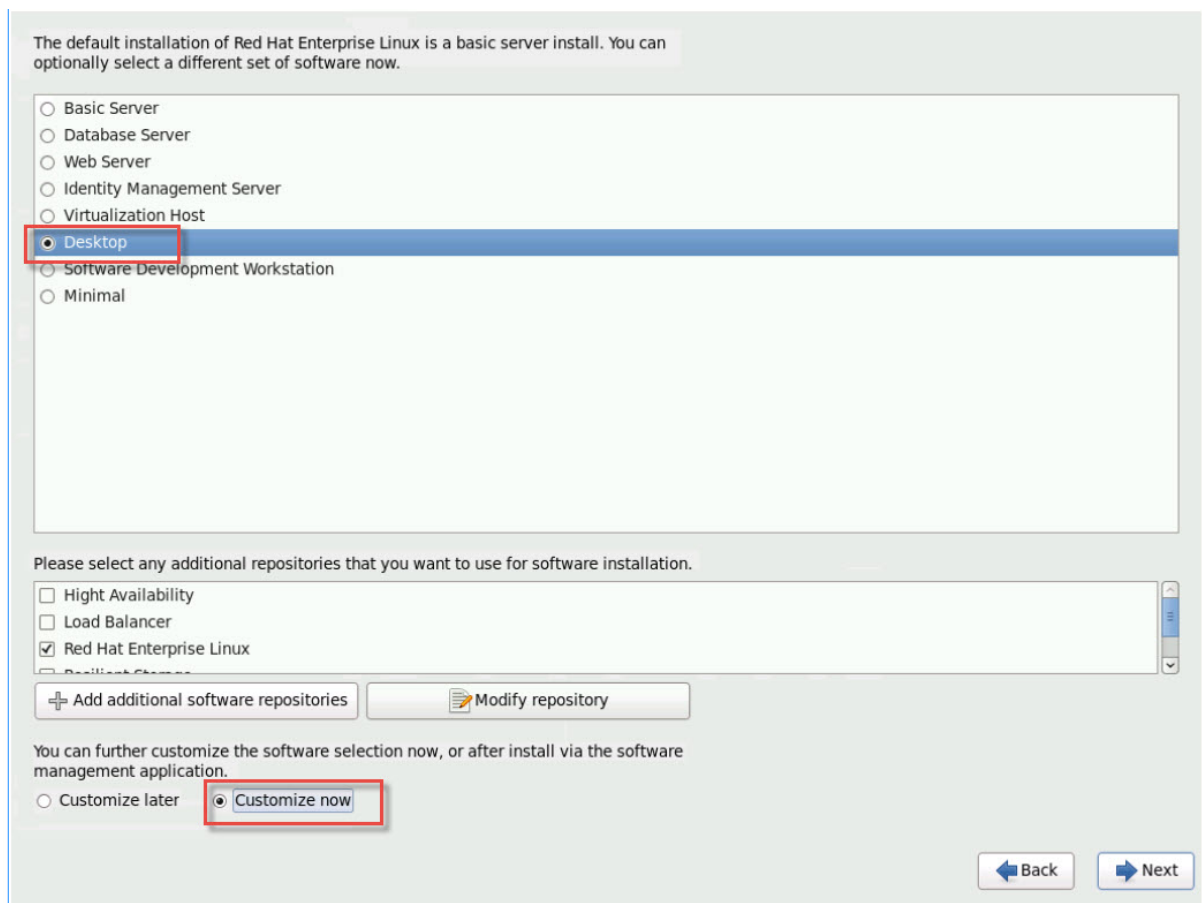 The default installation of Red Hat Enterprise Linux is a basic server install. You can
optionally select a different set of software now.
Basic Server
Database Server
Web Server
Identity Management Server
Virtualization Host
Desktop
Software Development Workstation
Minimal
Please select any additional repositories that you want to use for software installation.
Hight Availability
Load Balancer
Red Hat Enterprise Linux
Resilient Storage
Add additional software repositories
Modify repository
You can further customize the software selection now, or after install via the software
management application.
Customize later
Customize now
Back
Next